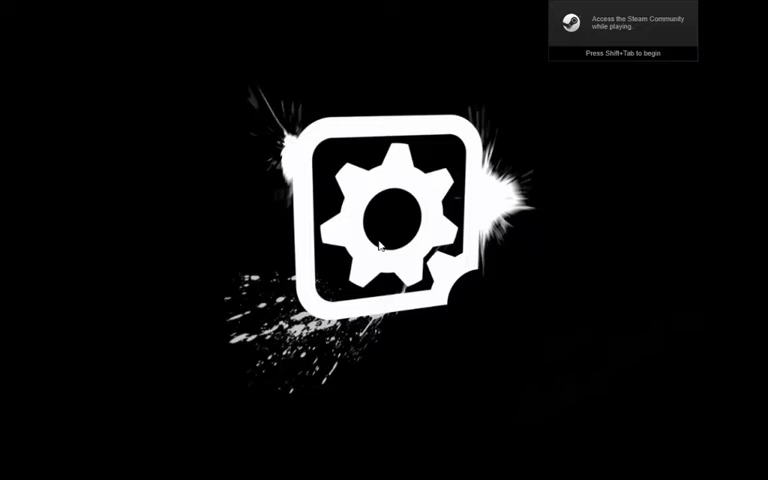 Access the Steam Community
while playing.
Press Shift+Tab to begin